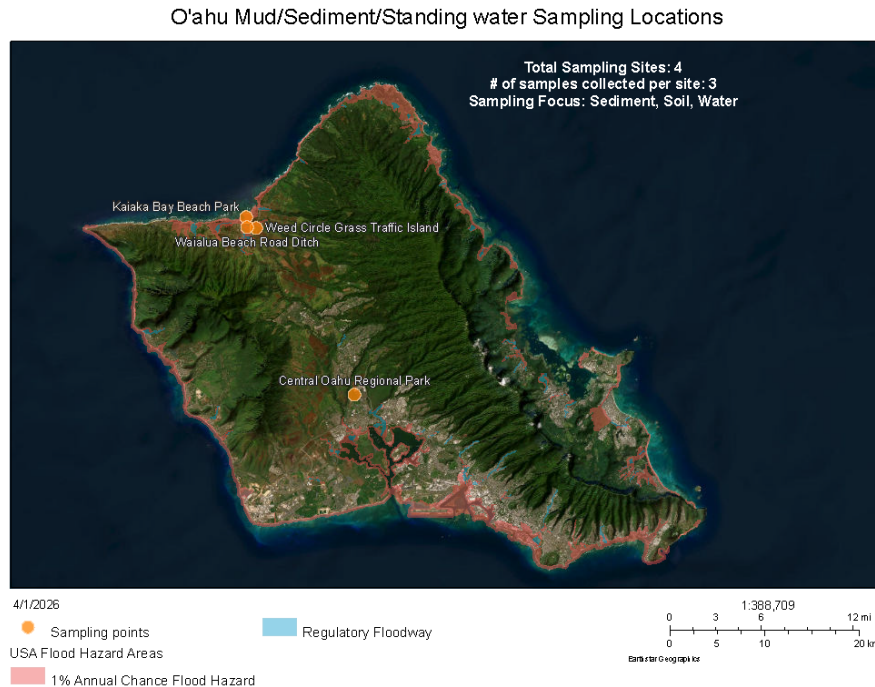 O'ahu Mud/Sediment/Standing water Sampling Locations
Total Sampling Sites: 4
# of samples collected per site: 3
Sampling Focus: Sediment, Soil, Water
Kaiaka Bay Beach Park
Weed Circle Grass Traffic Island
Waialua Beach Road Ditch
Central Oahu Regional Park
4/1/2026
Sampling points
USA Flood Hazard Areas
1% Annual Chance Flood Hazard
Regulatory Floodway
1:388,709
0 3 6 12 mi
0 5 10 20 km
Earthstar Geographics